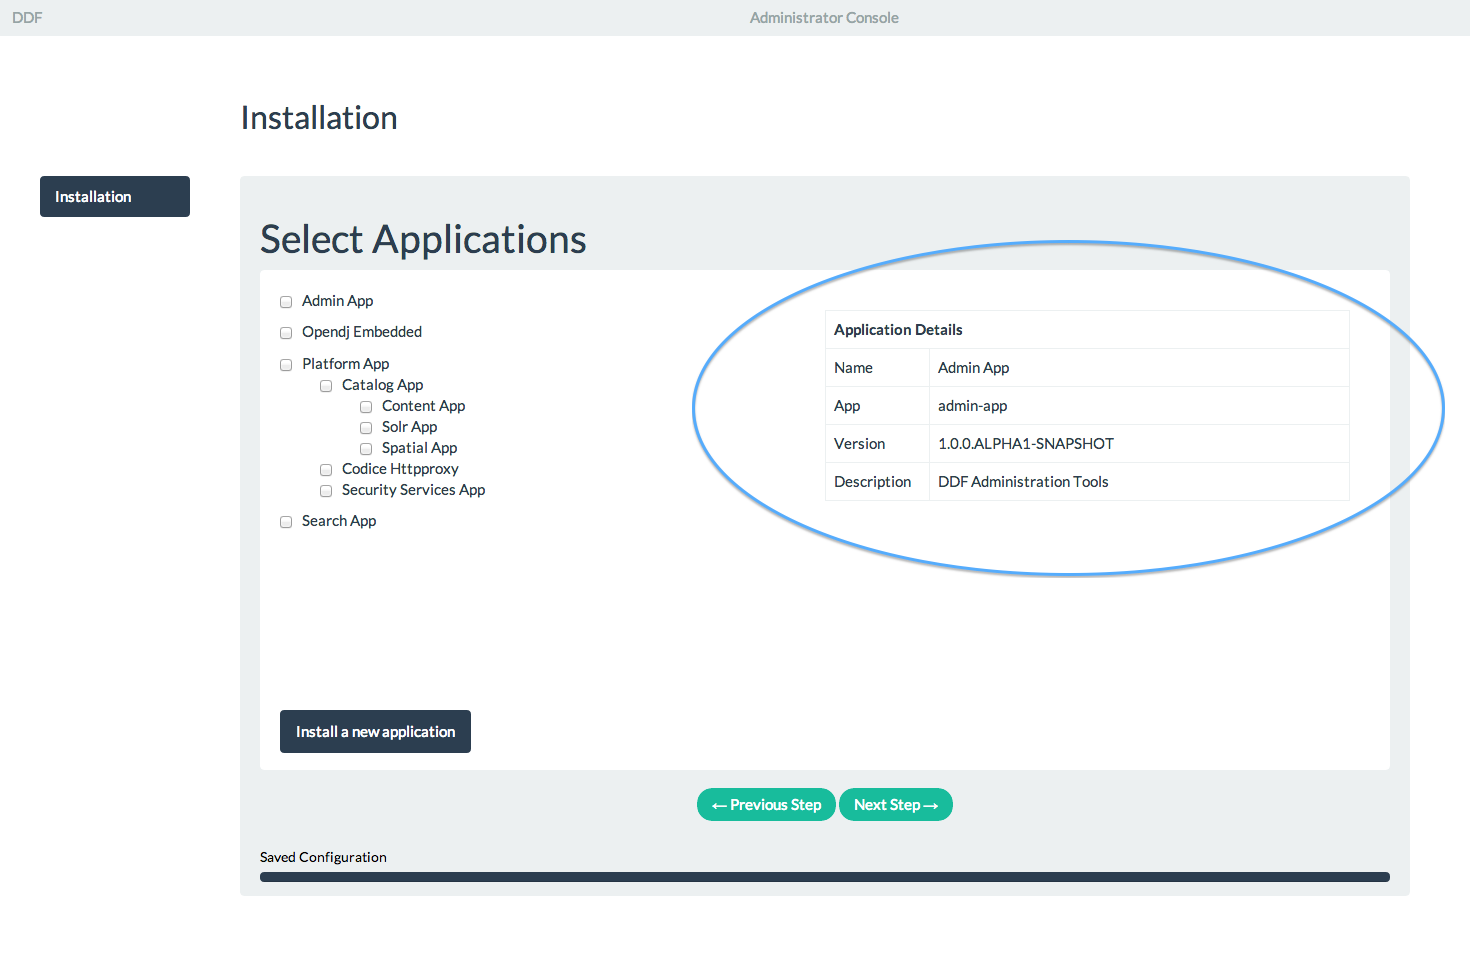 DDF
Administrator Console
Installation
Installation
Select Applications
Admin App
Opendj Embedded
Platform App
Catalog App
Content App
Solr App
Spatial App
Codice Httpproxy
Security Services App
Search App
Application Details
Name Admin App
App admin-app
Version 1.0.0.ALPHA1-SNAPSHOT
Description DDF Administration Tools
Install a new application
← Previous Step
Next Step →
Saved Configuration